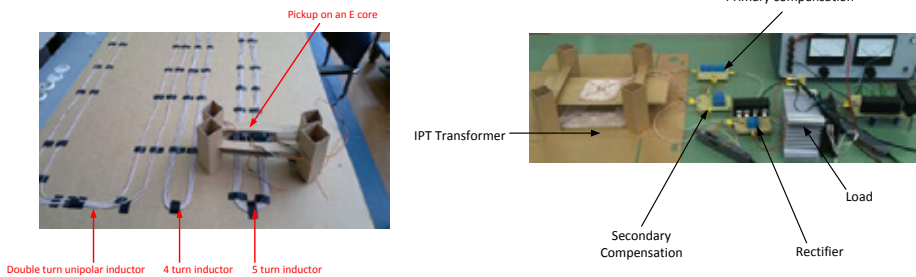 Primary compensation
Pickup on an E core
IPT Transformer
Load
Secondary
Compensation
Rectifier
Double turn unipolar inductor
4 turn inductor
5 turn inductor